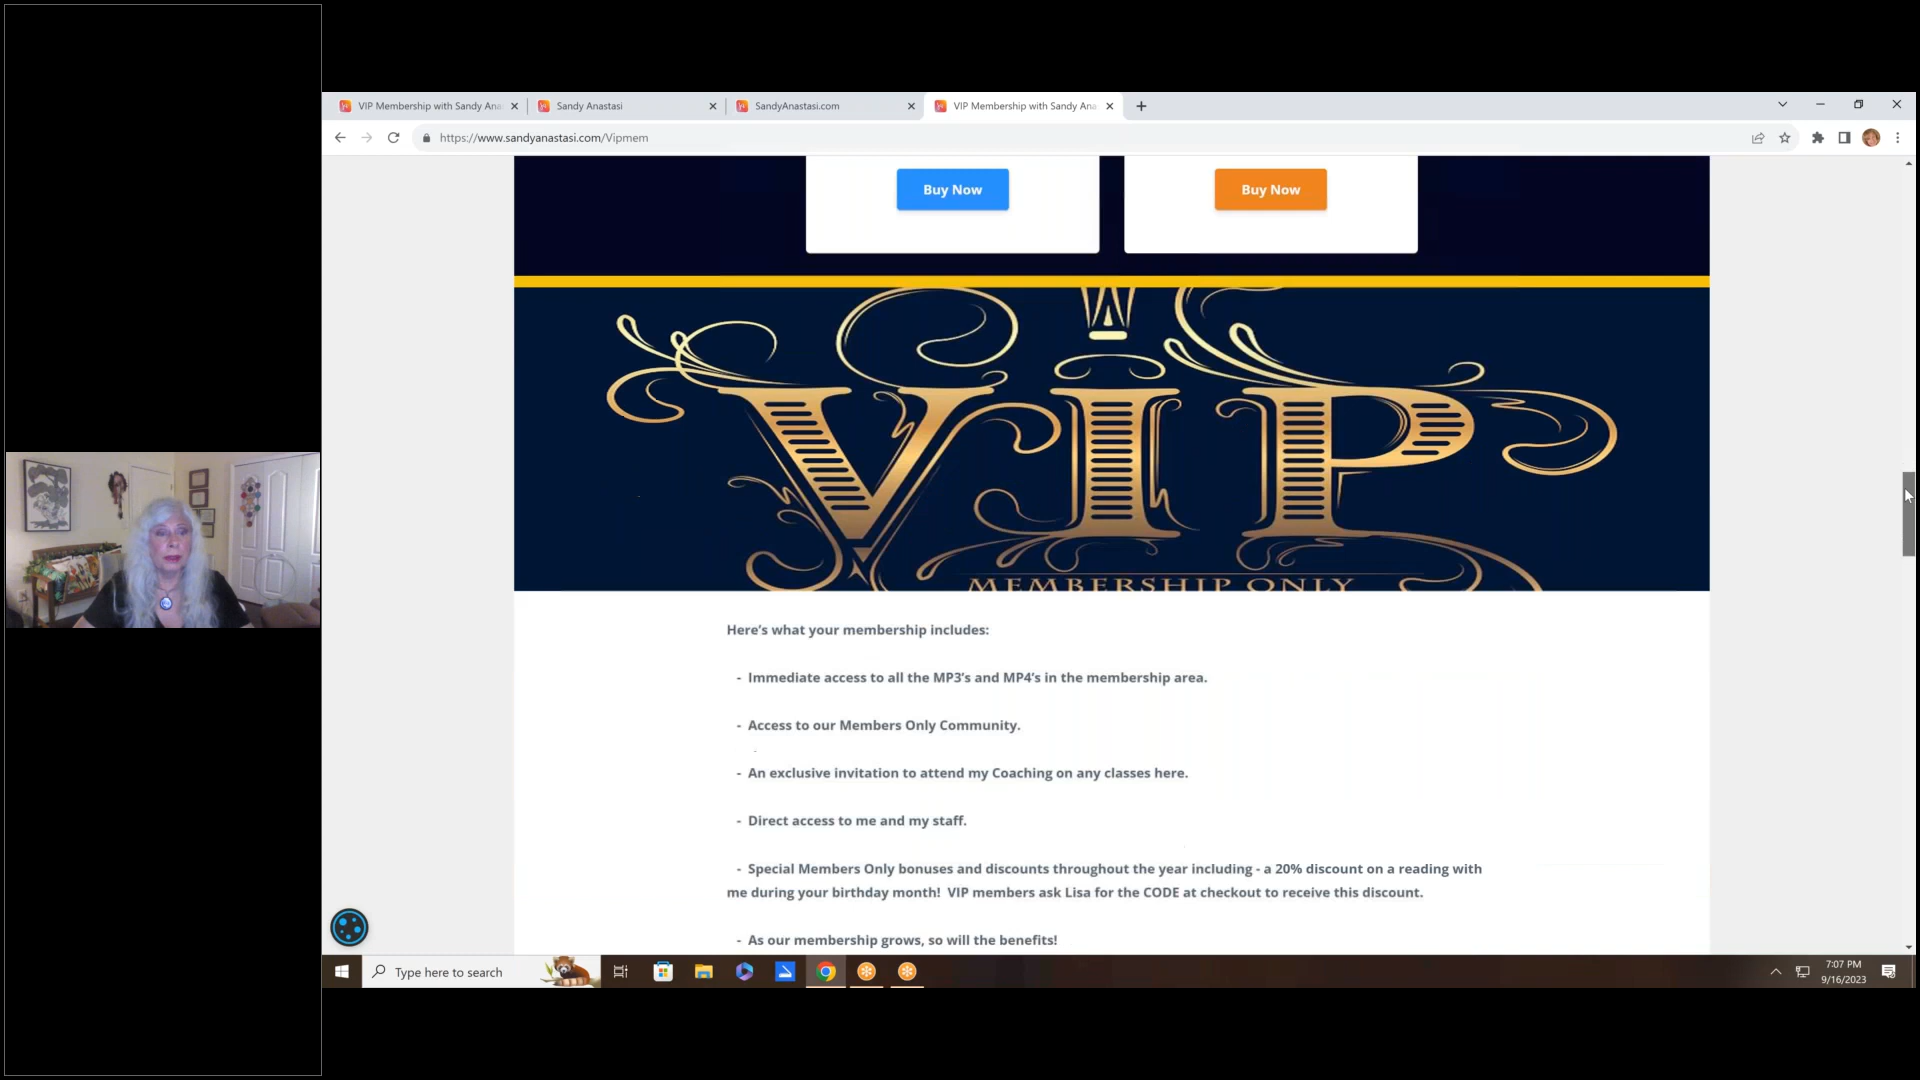 VIP Membership with Sandy Ana
Sandy Anastasi
SandyAnastasi.com
VIP Membership with Sandy Ana
https://www.sandyanastasi.com/Vipmem
Buy Now
Buy Now
VIP
MEMBERSHIP ONLY
Here's what your membership includes:
- Immediate access to all the MP3's and MP4's in the membership area.
- Access to our Members Only Community.
- An exclusive invitation to attend my Coaching on any classes here.
- Direct access to me and my staff.
- Special Members Only bonuses and discounts throughout the year including - a 20% discount on a reading with
me during your birthday month! VIP members ask Lisa for the CODE at checkout to receive this discount.
- As our membership grows, so will the benefits!
Type here to search
7:07 PM
9/16/2023